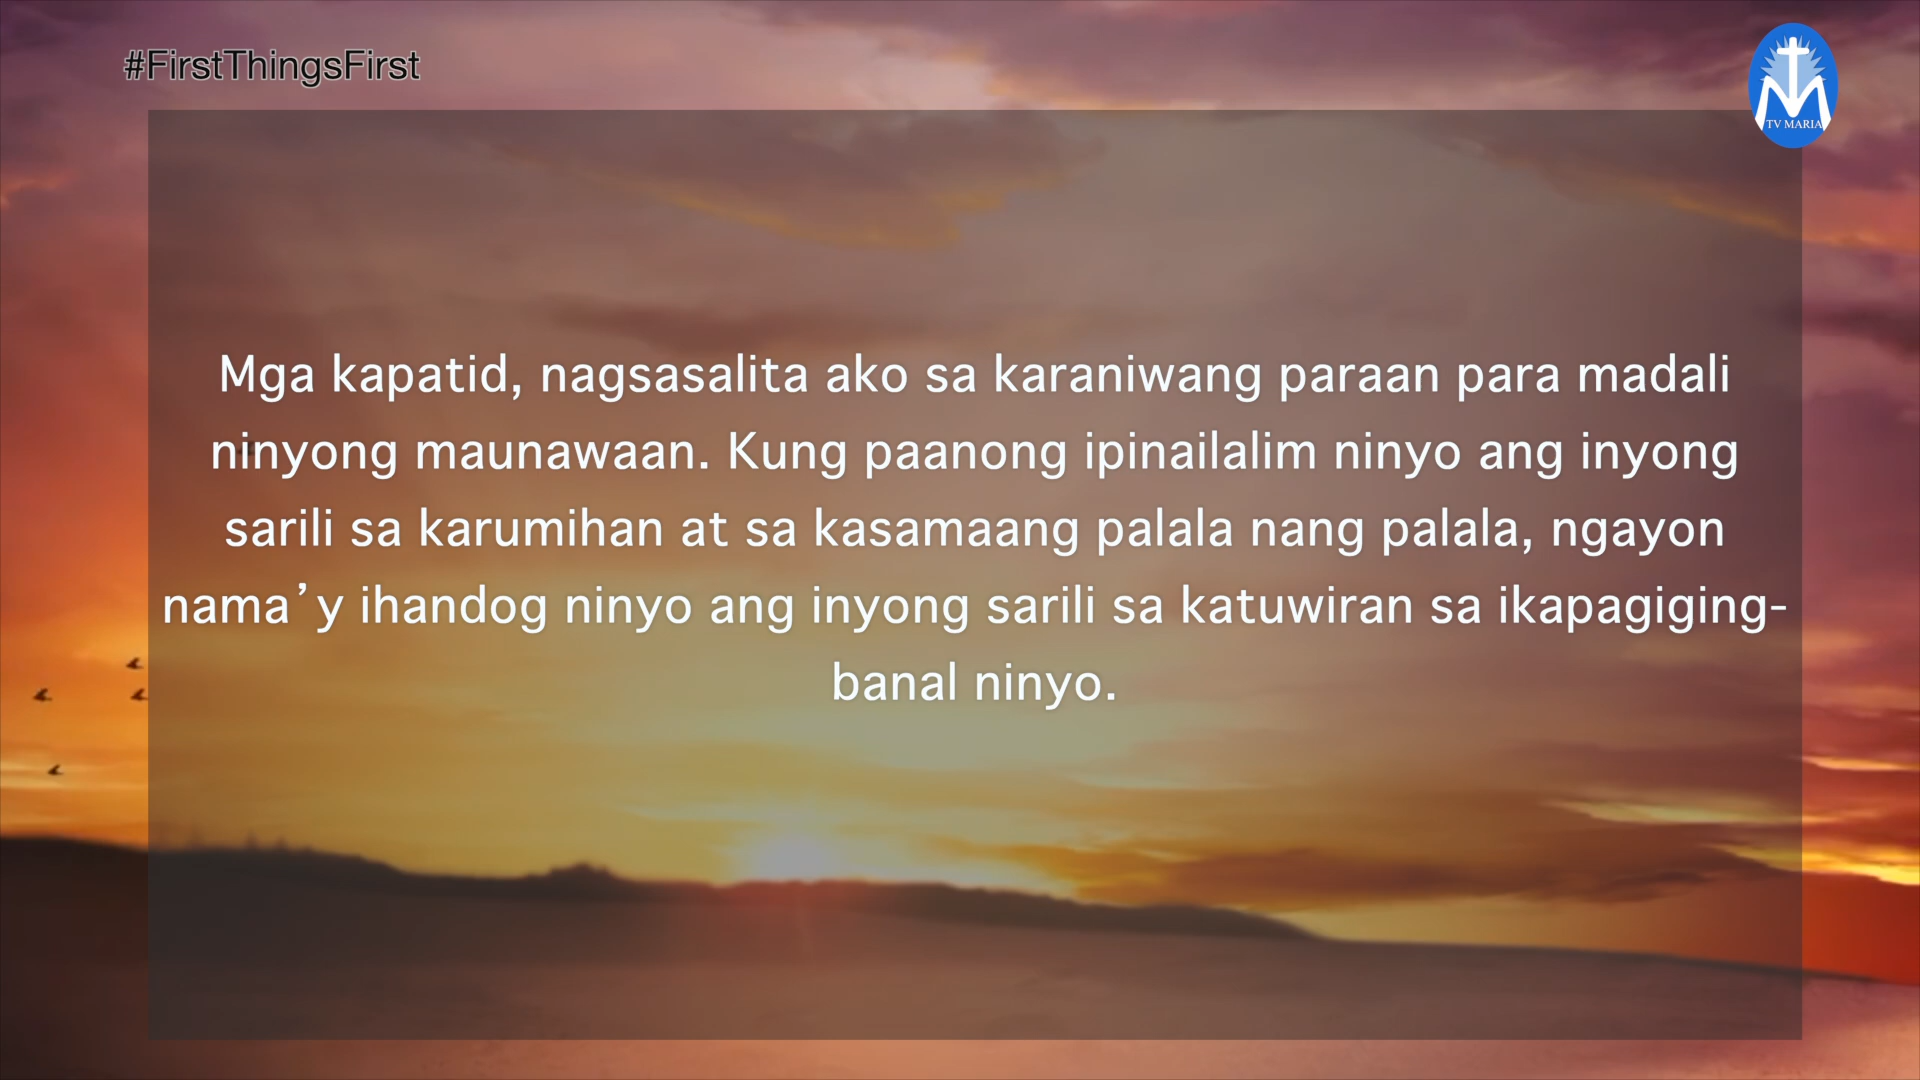 #FirstThingsFirst
TV MARIA
Mga kapatid, nagsasalita ako sa karaniwang paraan para madali
ninyong maunawaan. Kung paanong ipinailalim ninyo ang inyong
sarili sa karumihan at sa kasamaang palala nang palala, ngayon
nama’y ihandog ninyo ang inyong sarili sa katuwiran sa ikapagiging-
banal ninyo.